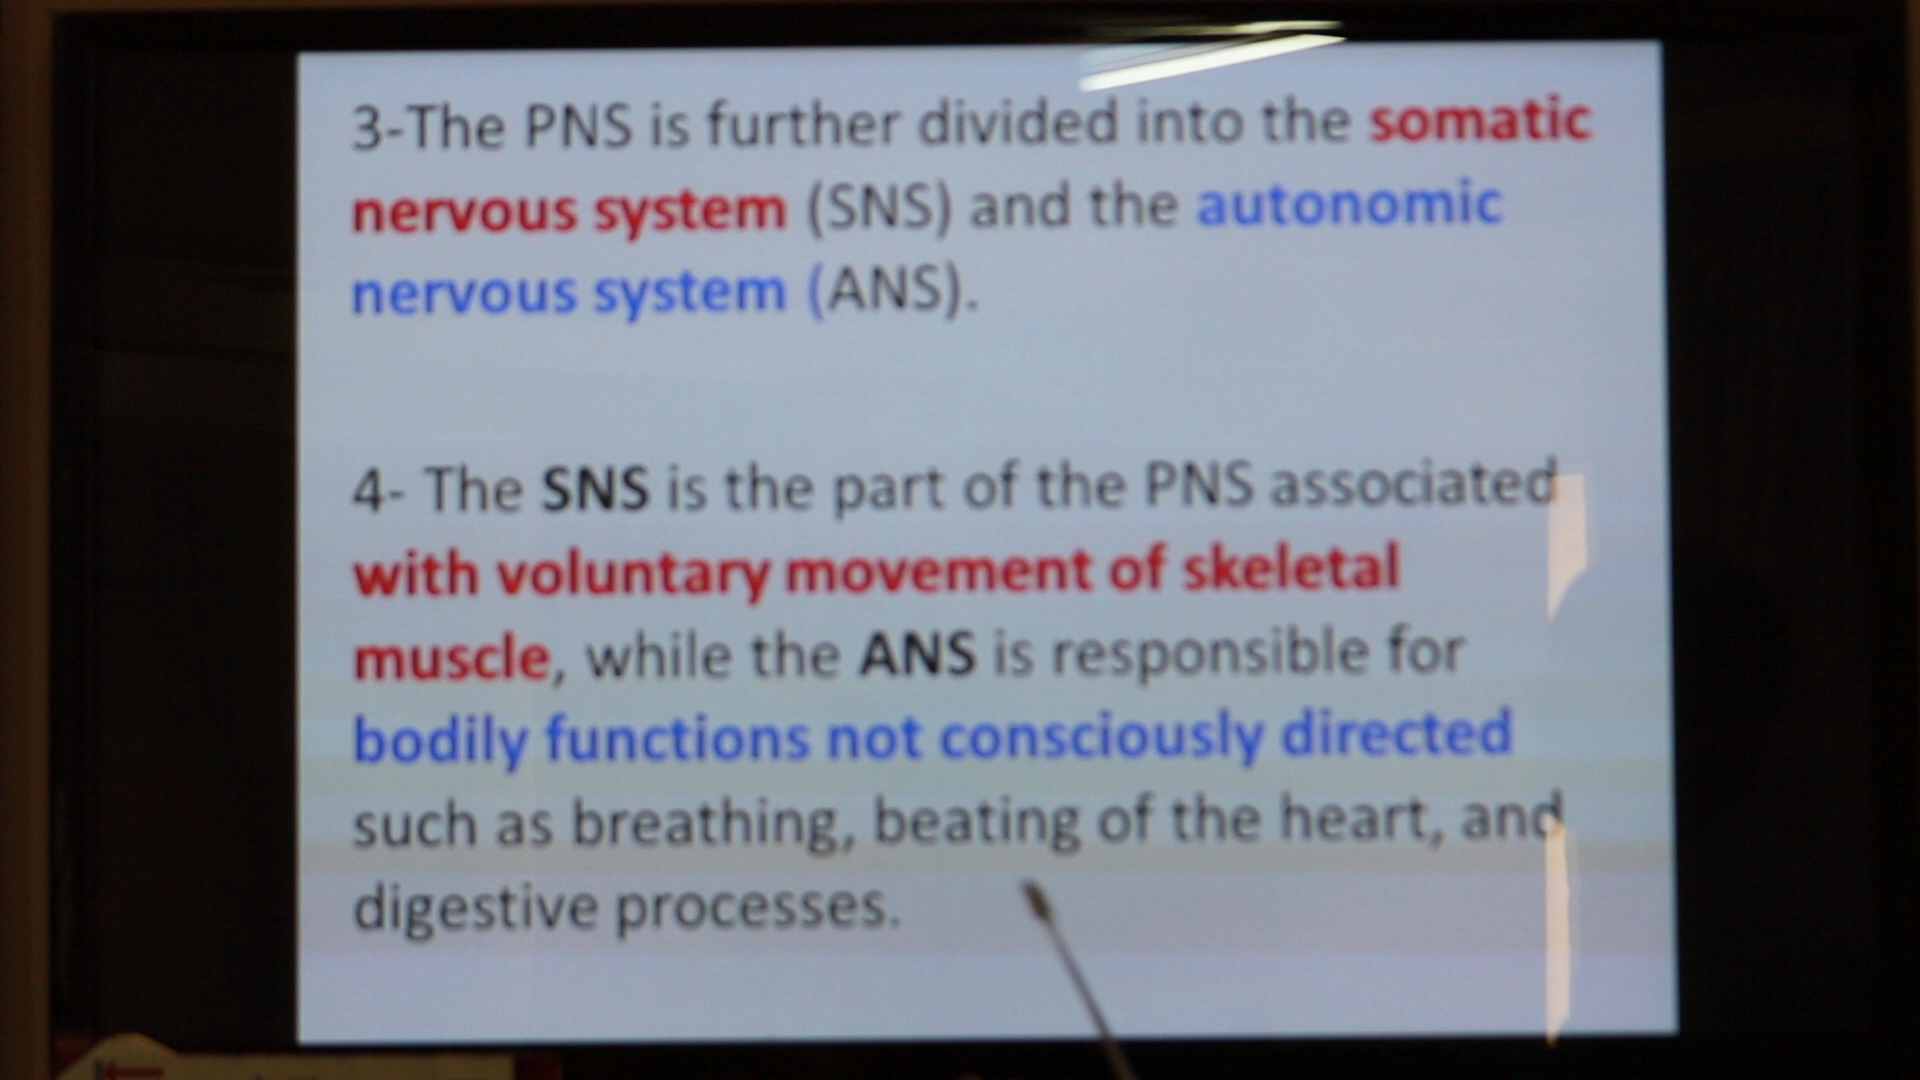 3-The PNS is further divided into the somatic
nervous system (SNS) and the autonomic
nervous system (ANS).
4- The SNS is the part of the PNS associated
with voluntary movement of skeletal
muscle, while the ANS is responsible for
bodily functions not consciously directed
such as breathing, beating of the heart, and
digestive processes.